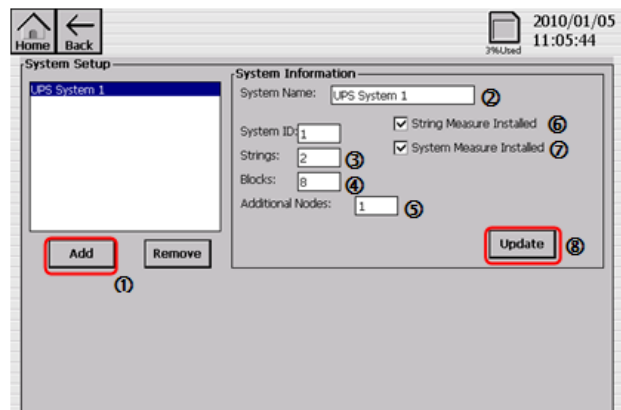 Home Back 3%Used 2010/01/05
11:05:44
System Setup
UPS System 1
Add Remove
①
System Information
System Name: UPS System 1 ②
System ID: 1
String Measure Installed ⑥
Strings: 2 ③
System Measure Installed ⑦
Blocks: 8 ④
Additional Nodes: 1 ⑤
Update ⑧